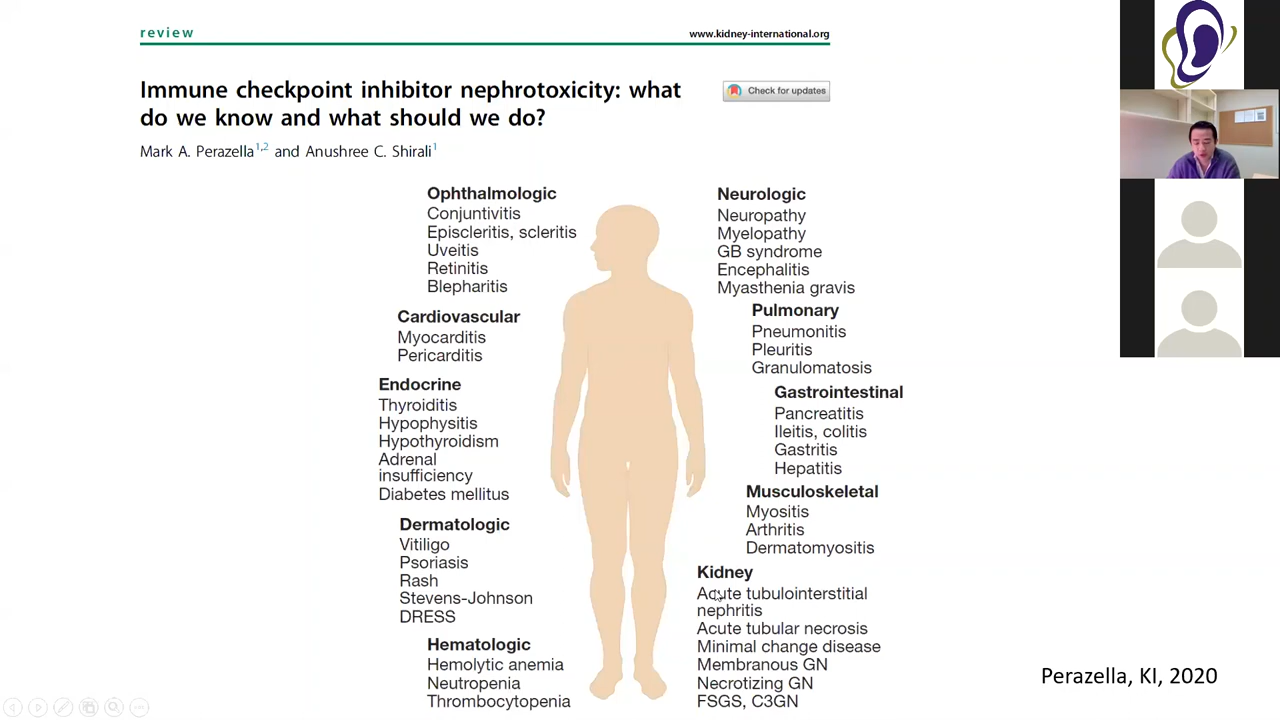 review
www.kidney-international.org
Immune checkpoint inhibitor nephrotoxicity: what
do we know and what should we do?
Check for updates
Mark A. Perazella1,2 and Anushree C. Shirali1
Ophthalmologic
Conjuntivitis
Episcleritis, scleritis
Uveitis
Retinitis
Blepharitis
Cardiovascular
Myocarditis
Pericarditis
Endocrine
Thyroiditis
Hypophysitis
Hypothyroidism
Adrenal
insufficiency
Diabetes mellitus
Dermatologic
Vitiligo
Psoriasis
Rash
Stevens-Johnson
DRESS
Hematologic
Hemolytic anemia
Neutropenia
Thrombocytopenia
Neurologic
Neuropathy
Myelopathy
GB syndrome
Encephalitis
Myasthenia gravis
Pulmonary
Pneumonitis
Pleuritis
Granulomatosis
Gastrointestinal
Pancreatitis
Ileitis, colitis
Gastritis
Hepatitis
Musculoskeletal
Myositis
Arthritis
Dermatomyositis
Kidney
Acute tubulointerstitial
nephritis
Acute tubular necrosis
Minimal change disease
Membranous GN
Necrotizing GN
FSGS, C3GN
Perazella, KI, 2020